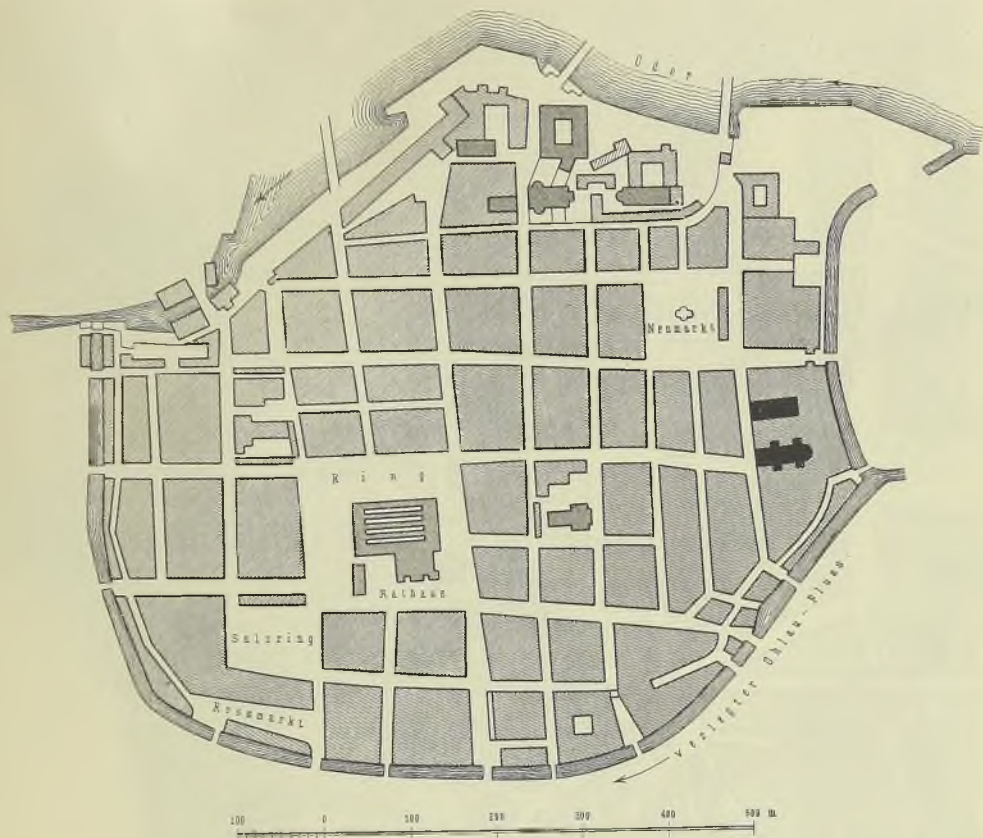 Oder
Neumarkt
Ring
Rathaus
Salzring
Rossmarkt
verlegter Ohlau-Fluss
100 0 100 200 300 400 500 m